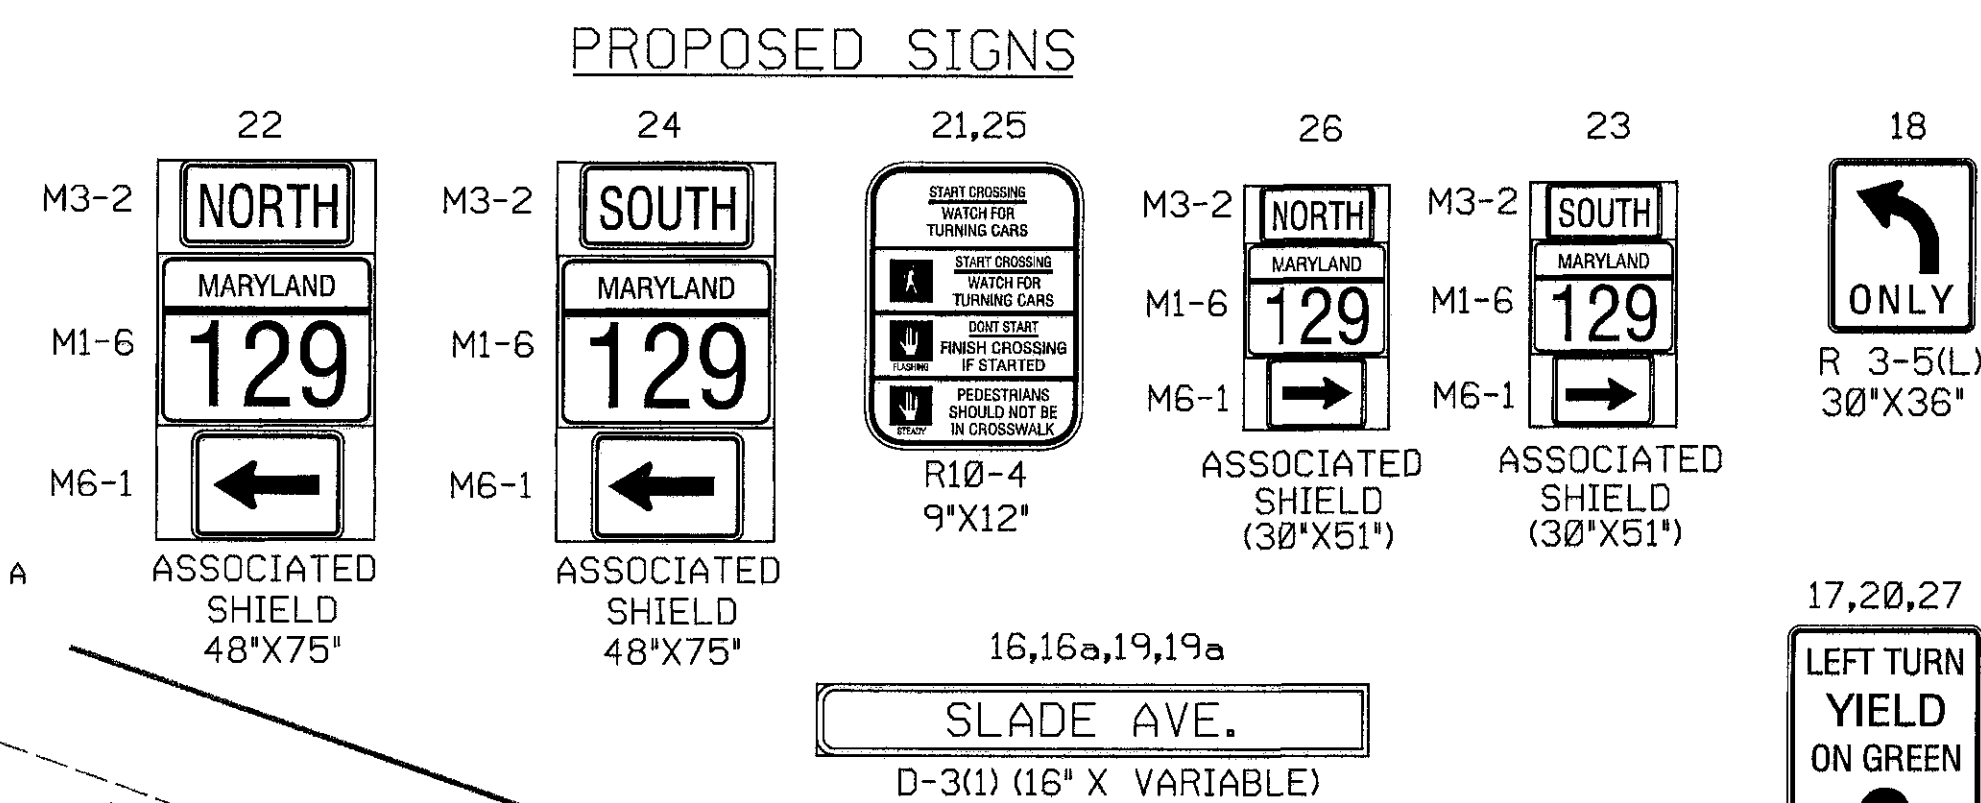 PROPOSED SIGNS
22
M3-2
NORTH
MARYLAND
M1-6
129
M6-1
ASSOCIATED
SHIELD
48"X75"
24
M3-2
SOUTH
MARYLAND
M1-6
129
M6-1
ASSOCIATED
SHIELD
48"X75"
21,25
START CROSSING
WATCH FOR
TURNING CARS
START CROSSING
WATCH FOR
TURNING CARS
DONT START
FINISH CROSSING
IF STARTED
FLASHING
PEDESTRIANS
SHOULD NOT BE
IN CROSSWALK
STEADY
R10-4
9"X12"
26
M3-2
NORTH
MARYLAND
M1-6
129
M6-1
ASSOCIATED
SHIELD
(30"X51")
23
M3-2
SOUTH
MARYLAND
M1-6
129
M6-1
ASSOCIATED
SHIELD
(30"X51")
18
ONLY
R 3-5(L)
30"X36"
A
16,16a,19,19a
SLADE AVE.
D-3(1) (16" X VARIABLE)
17,20,27
LEFT TURN
YIELD
ON GREEN